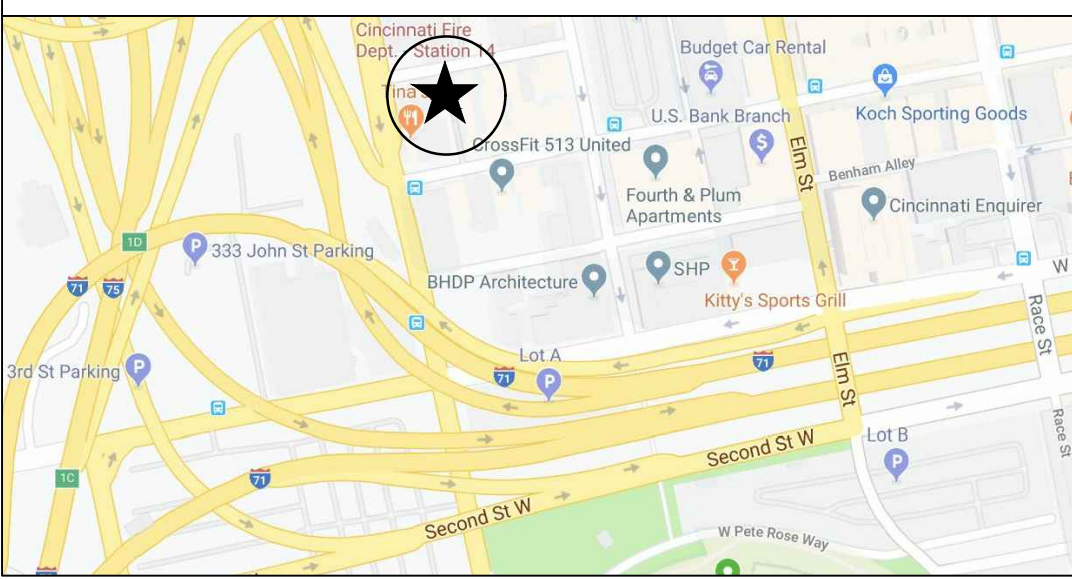 Cincinnati Fire
Dept. - Station 14
Budget Car Rental
Tina's
U.S. Bank Branch
Koch Sporting Goods
CrossFit 513 United
Elm St
Benham Alley
Fourth & Plum
Apartments
Cincinnati Enquirer
1D
333 John St Parking
71
75
BHDP Architecture
SHP
Kitty's Sports Grill
W
Race St
3rd St Parking
Lot A
P
71
71
Elm St
Race St
Lot B
P
Second St W
1C
71
Second St W
W Pete Rose Way